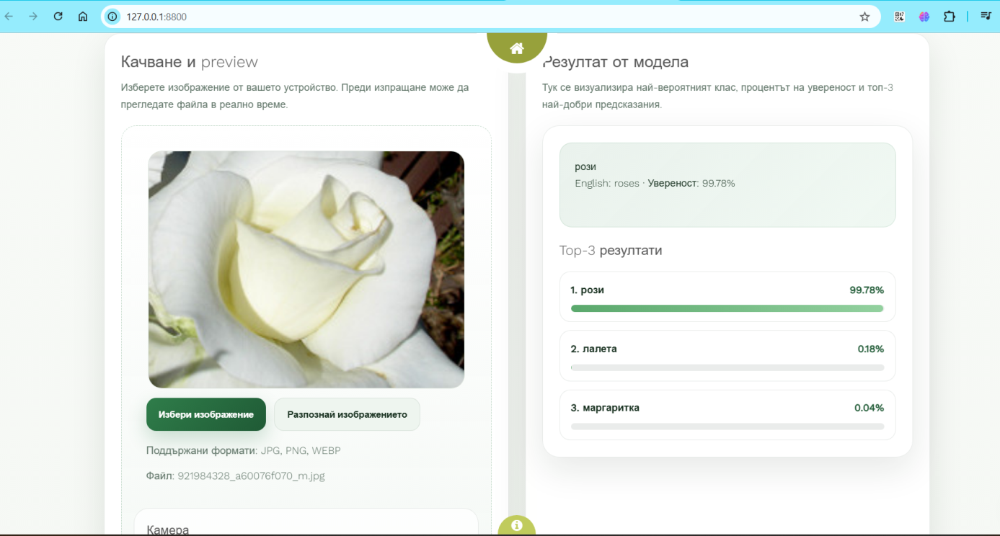 127.0.0.1:8800
Качване и preview
Изберете изображение от вашето устройство. Преди изпращане може да
прегледате файла в реално време.
Избери изображение
Разпознай изображението
Поддържани формати: JPG, PNG, WEBP
Файл: 921984328_a60076f070_m.jpg
Камера
Резултат от модела
Тук се визуализира най-вероятният клас, процентът на увереност и топ-3
най-добри предсказания.
рози
English: roses · Увереност: 99.78%
Top-3 резултати
1. рози 99.78%
2. лалета 0.18%
3. маргаритка 0.04%